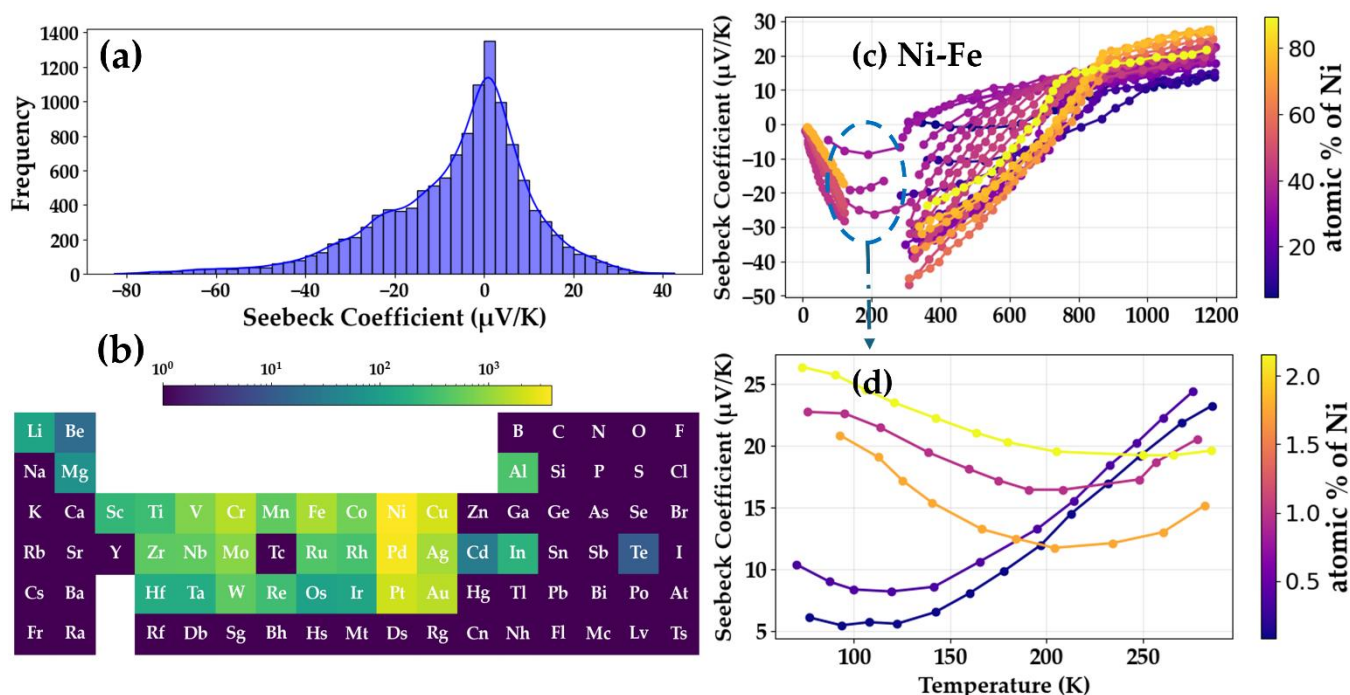 (a)
1400
1200
1000
800
600
400
200
0
Frequency
−80 −60 −40 −20 0 20 40
Seebeck Coefficient (μV/K)
(b)
10⁰ 10¹ 10² 10³
Li Be B C N O F
Na Mg Al Si P S Cl
K Ca Sc Ti V Cr Mn Fe Co Ni Cu Zn Ga Ge As Se Br
Rb Sr Y Zr Nb Mo Tc Ru Rh Pd Ag Cd In Sn Sb Te I
Cs Ba Hf Ta W Re Os Ir Pt Au Hg Tl Pb Bi Po At
Fr Ra Rf Db Sg Bh Hs Mt Ds Rg Cn Nh Fl Mc Lv Ts
(c) Ni-Fe
30
20
10
0
−10
−20
−30
−40
−50
Seebeck Coefficient (μV/K)
0 200 400 600 800 1000 1200
80
60
40
20
atomic % of Ni
(d)
25
20
15
10
5
Seebeck Coefficient (μV/K)
100 150 200 250
Temperature (K)
2.0
1.5
1.0
0.5
atomic % of Ni